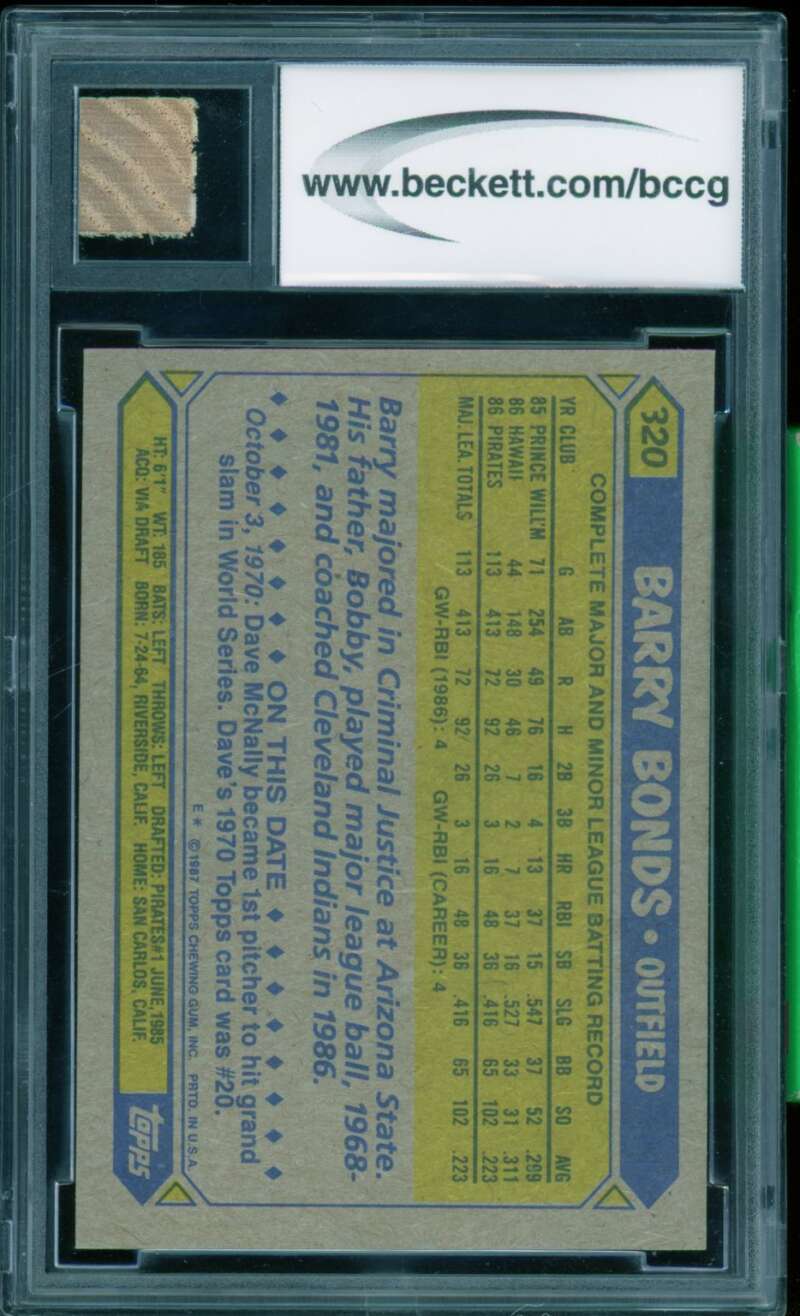 www.beckett.com/bccg
320 BARRY BONDS • OUTFIELD
COMPLETE MAJOR AND MINOR LEAGUE BATTING RECORD
YR CLUB G AB R H 2B 3B HR RBI SB SLG BB SO AVG
85 PRINCE WILL'M 71 254 49 76 16 4 13 37 15 .547 37 52 .299
86 HAWAII 44 148 30 46 7 2 7 37 16 .527 33 31 .311
86 PIRATES 113 413 72 92 26 3 16 48 36 .416 65 102 .223
MAJ. LEA. TOTALS 113 413 72 92 26 3 16 48 36 .416 65 102 .223
GW-RBI (1986): 4 GW-RBI (CAREER): 4
Barry majored in Criminal Justice at Arizona State.
His father, Bobby, played major league ball, 1968-
1981, and coached Cleveland Indians in 1986.
ON THIS DATE
October 3, 1970: Dave McNally became 1st pitcher to hit grand
slam in World Series. Dave's 1970 Topps card was #20.
E* © 1987 TOPPS CHEWING GUM, INC. PRTD. IN U.S.A.
HT: 6'1" WT: 185 BATS: LEFT THROWS: LEFT DRAFTED: PIRATES#1 JUNE, 1985
ACQ: VIA DRAFT BORN: 7-24-64, RIVERSIDE, CALIF. HOME: SAN CARLOS, CALIF.
topps